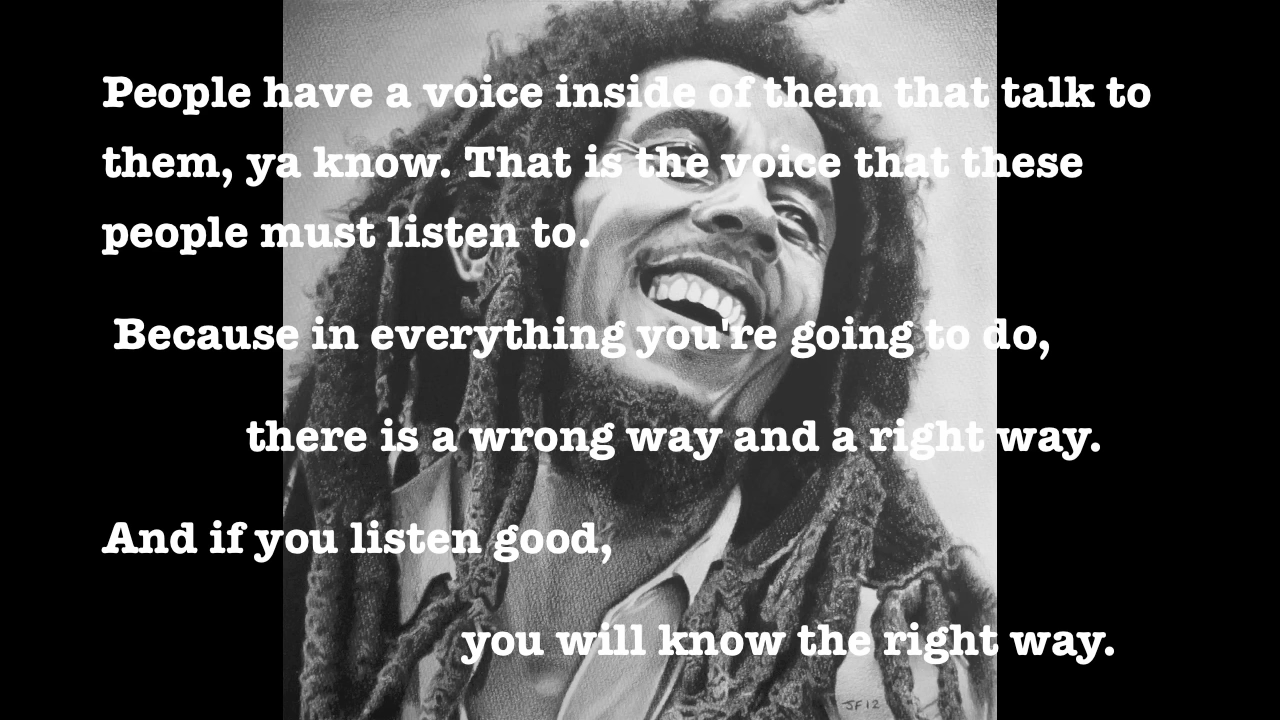 People have a voice inside of them that talk to
them, ya know. That is the voice that these
people must listen to.
Because in everything you're going to do,
there is a wrong way and a right way.
And if you listen good,
you will know the right way.
JF12